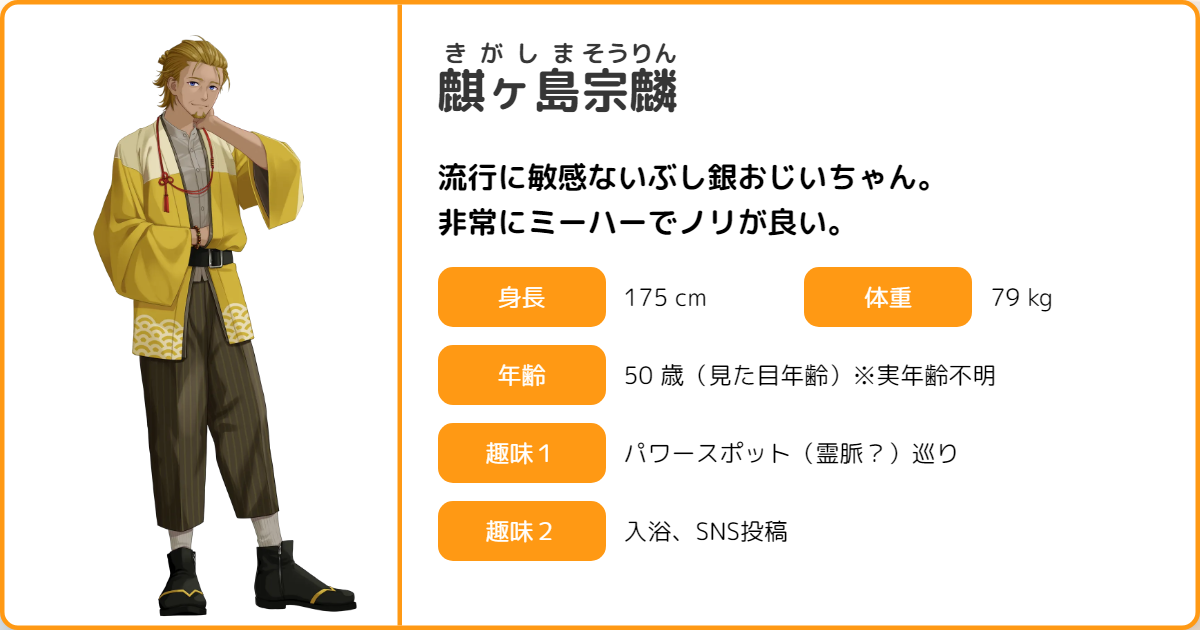 きがしまそうりん
麒ヶ島宗麟
流行に敏感ないぶし銀おじいちゃん。
非常にミーハーでノリが良い。
身長 175 cm 体重 79 kg
年齢 50 歳（見た目年齢）※実年齢不明
趣味１ パワースポット（霊脈？）巡り
趣味２ 入浴、SNS投稿